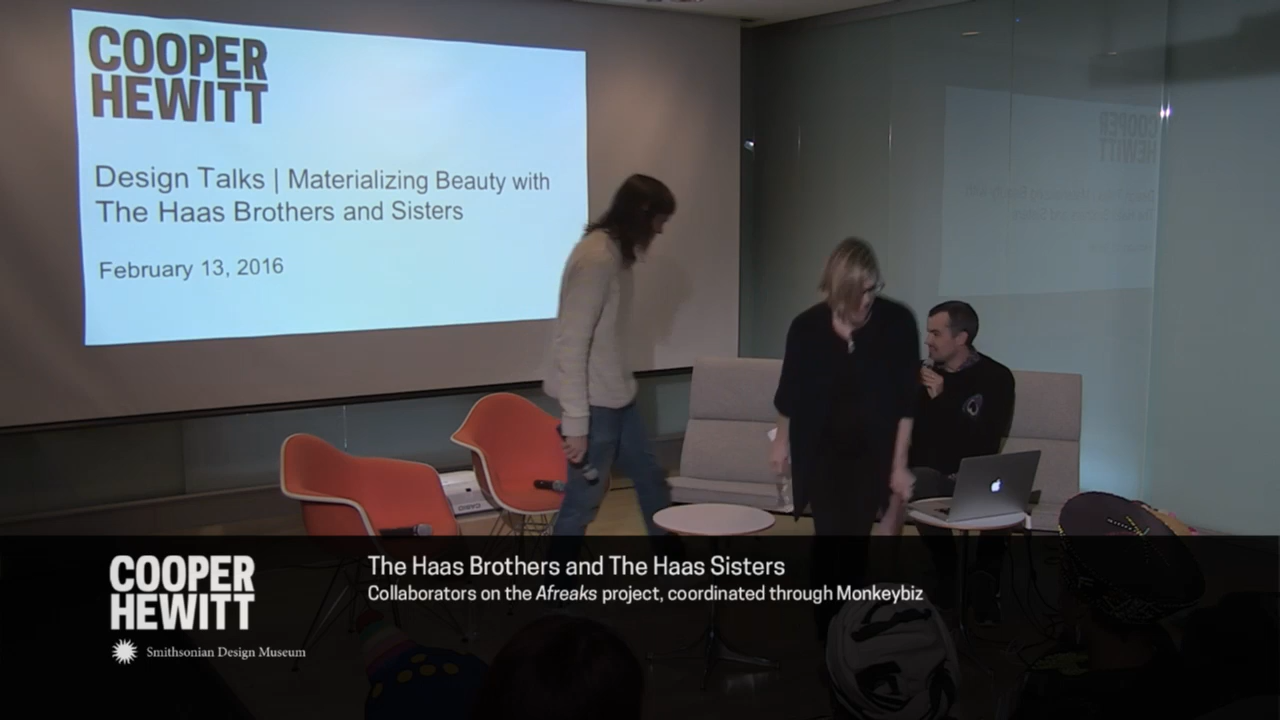 COOPER
HEWITT
Design Talks | Materializing Beauty with
The Haas Brothers and Sisters
February 13, 2016
CASIO
COOPER
HEWITT
Smithsonian Design Museum
The Haas Brothers and The Haas Sisters
Collaborators on the Afreaks project, coordinated through Monkeybiz